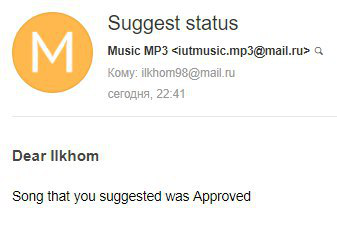 M
Suggest status
Music MP3 <iutmusic.mp3@mail.ru>
Кому: ilkhom98@mail.ru
сегодня, 22:41
Dear Ilkhom
Song that you suggested was Approved